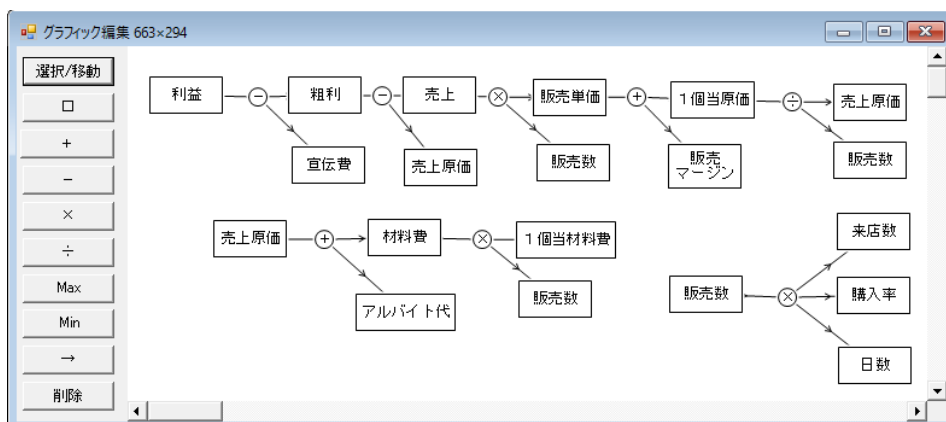 グラフィック編集 663×294
選択/移動
□
+
−
×
÷
Max
Min
→
削除
利益 − 粗利 − 売上 × 販売単価 + 1個当原価 ÷ 売上原価
宣伝費
売上原価
販売数
販売
マージン
販売数
売上原価 + 材料費 × 1個当材料費
アルバイト代
販売数
販売数 × 購入率
来店数
日数